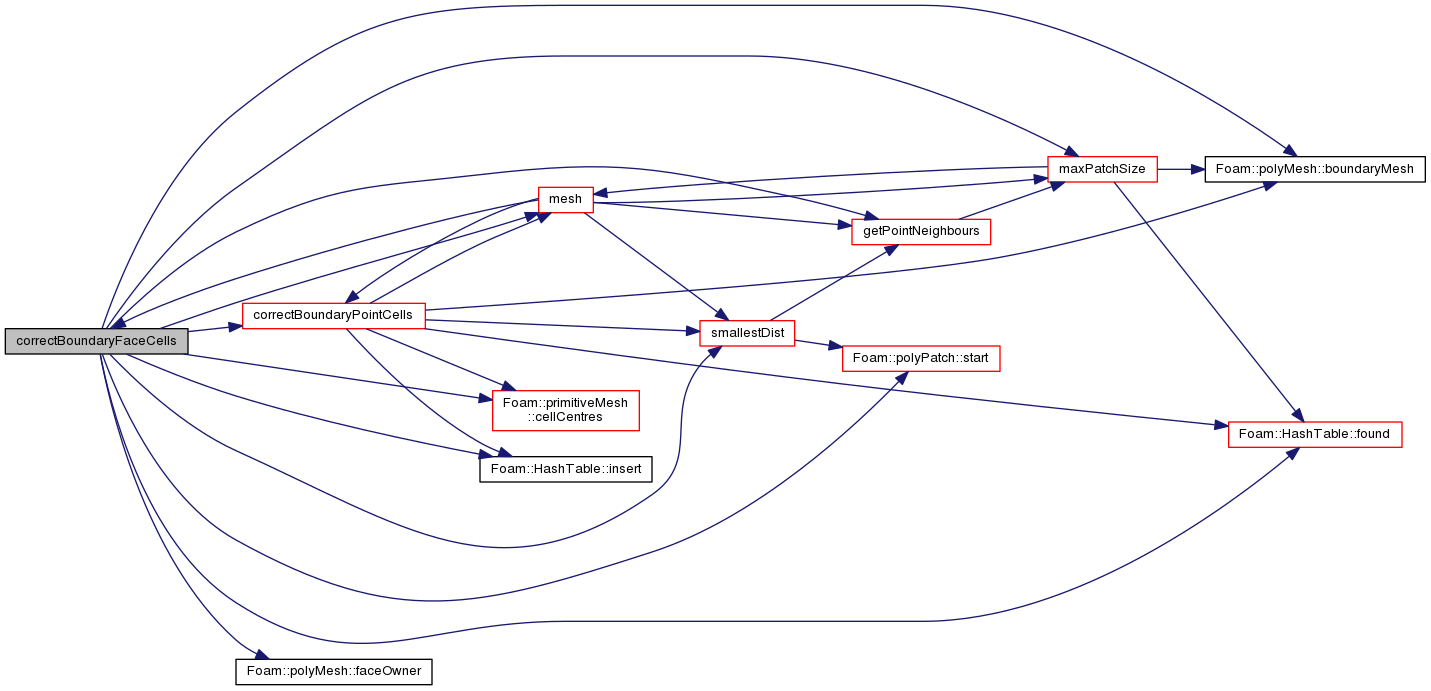 maxPatchSize
Foam::polyMesh::boundaryMesh
mesh
getPointNeighbours
correctBoundaryPointCells
smallestDist
correctBoundaryFaceCells
Foam::polyPatch::start
Foam::primitiveMesh
::cellCentres
Foam::HashTable::found
Foam::HashTable::insert
Foam::polyMesh::faceOwner